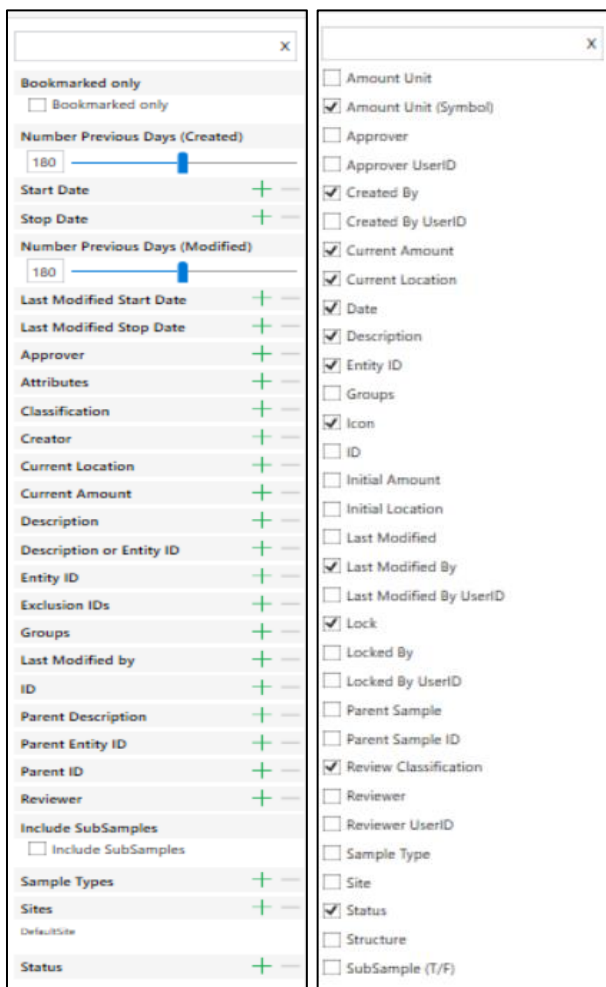 X
Bookmarked only
Bookmarked only
Number Previous Days (Created)
180
Start Date
Stop Date
Number Previous Days (Modified)
180
Last Modified Start Date
Last Modified Stop Date
Approver
Attributes
Classification
Creator
Current Location
Current Amount
Description
Description or Entity ID
Entity ID
Exclusion IDs
Groups
Last Modified by
ID
Parent Description
Parent Entity ID
Parent ID
Reviewer
Include SubSamples
Include SubSamples
Sample Types
Sites
DefaultSite
Status
X
Amount Unit
Amount Unit (Symbol)
Approver
Approver UserID
Created By
Created By UserID
Current Amount
Current Location
Date
Description
Entity ID
Groups
Icon
ID
Initial Amount
Initial Location
Last Modified
Last Modified By
Last Modified By UserID
Lock
Locked By
Locked By UserID
Parent Sample
Parent Sample ID
Review Classification
Reviewer
Reviewer UserID
Sample Type
Site
Status
Structure
SubSample (T/F)